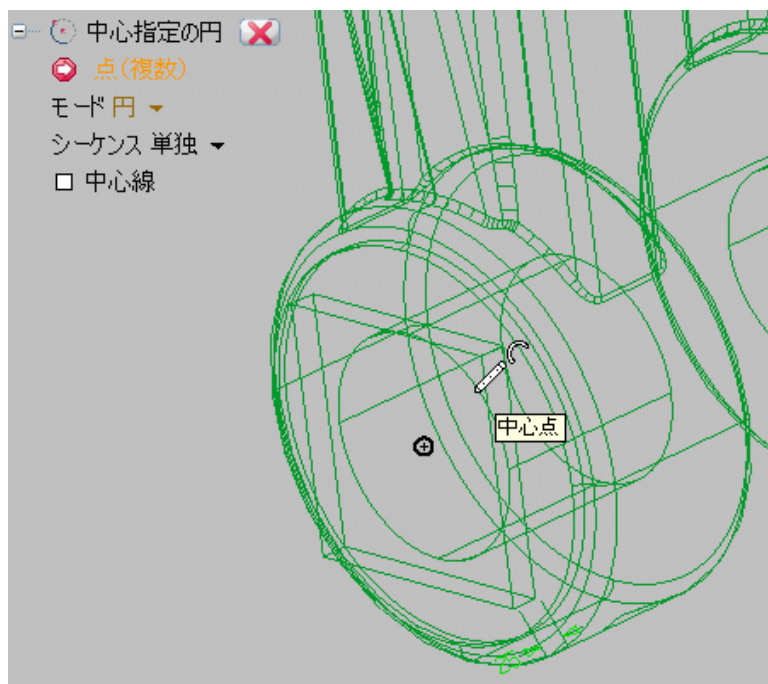 中心指定の円
点(複数)
モード 円
シーケンス 単独
中心線
中心点